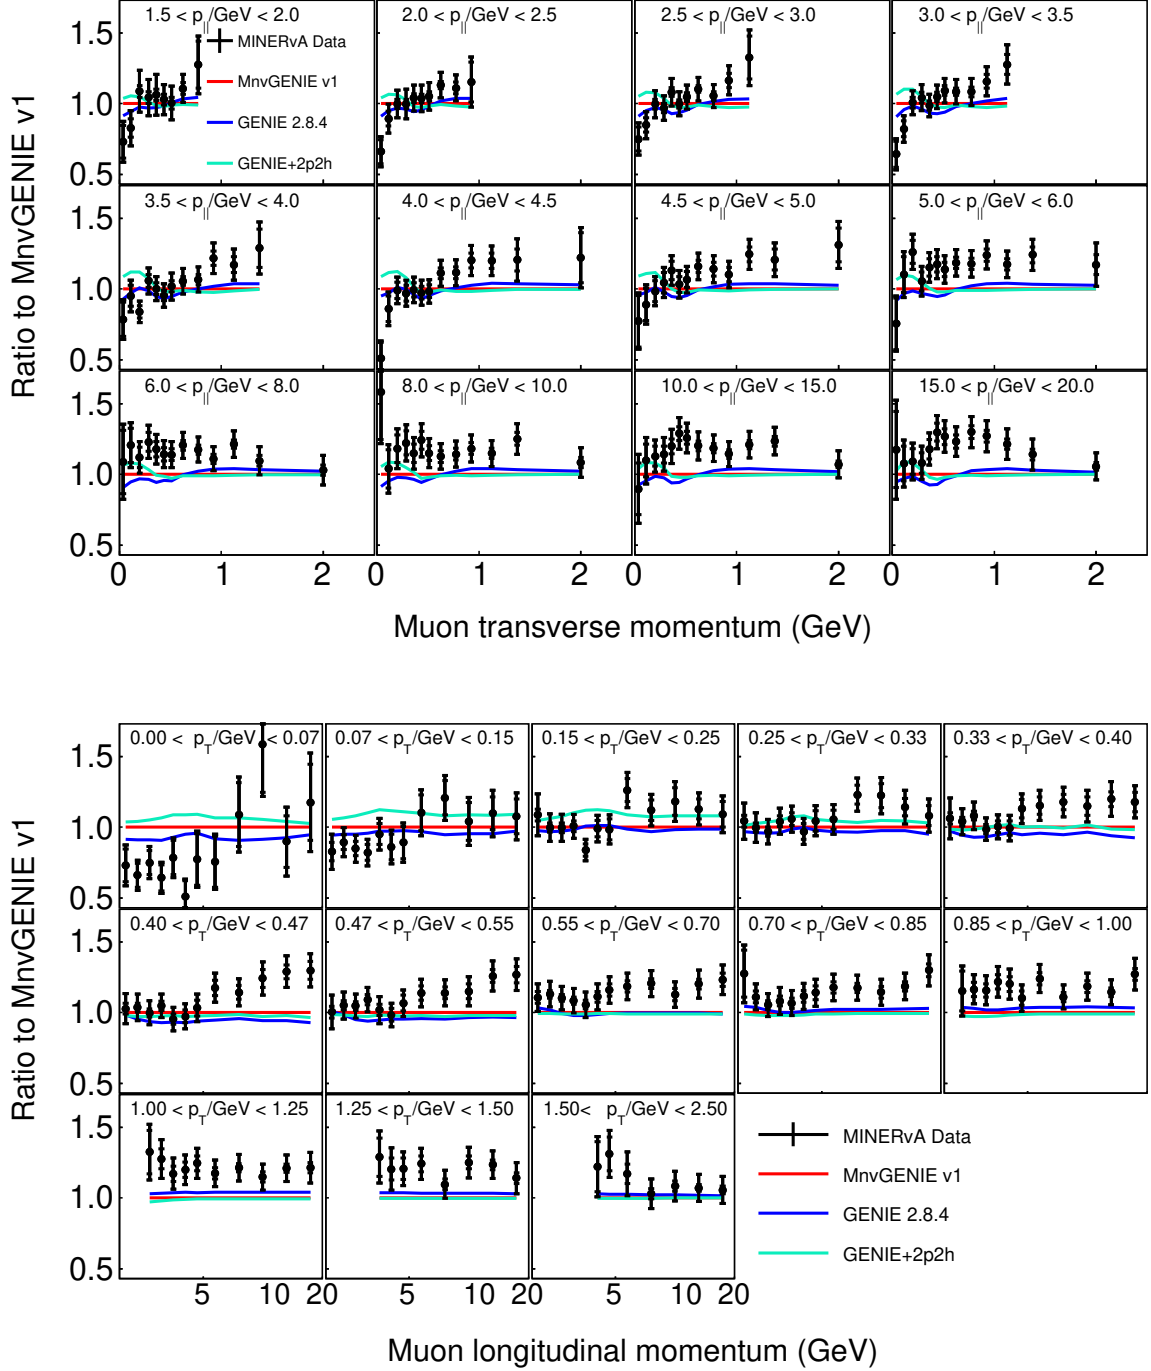 Ratio to MnvGENIE v1
1.5 < p||/GeV < 2.0
2.0 < p||/GeV < 2.5
2.5 < p||/GeV < 3.0
3.0 < p||/GeV < 3.5
MINERvA Data
MnvGENIE v1
GENIE 2.8.4
GENIE+2p2h
1.5
1.0
0.5
3.5 < p||/GeV < 4.0
4.0 < p||/GeV < 4.5
4.5 < p||/GeV < 5.0
5.0 < p||/GeV < 6.0
1.5
1.0
0.5
6.0 < p||/GeV < 8.0
8.0 < p||/GeV < 10.0
10.0 < p||/GeV < 15.0
15.0 < p||/GeV < 20.0
1.5
1.0
0.5
0 1 2 0 1 2 0 1 2 0 1 2
Muon transverse momentum (GeV)
Ratio to MnvGENIE v1
0.00 < pT/GeV < 0.07
0.07 < pT/GeV < 0.15
0.15 < pT/GeV < 0.25
0.25 < pT/GeV < 0.33
0.33 < pT/GeV < 0.40
1.5
1.0
0.5
0.40 < pT/GeV < 0.47
0.47 < pT/GeV < 0.55
0.55 < pT/GeV < 0.70
0.70 < pT/GeV < 0.85
0.85 < pT/GeV < 1.00
1.5
1.0
0.5
1.00 < pT/GeV < 1.25
1.25 < pT/GeV < 1.50
1.50< pT/GeV < 2.50
1.5
1.0
0.5
MINERvA Data
MnvGENIE v1
GENIE 2.8.4
GENIE+2p2h
5 10 20 5 10 20 5 10 20
Muon longitudinal momentum (GeV)